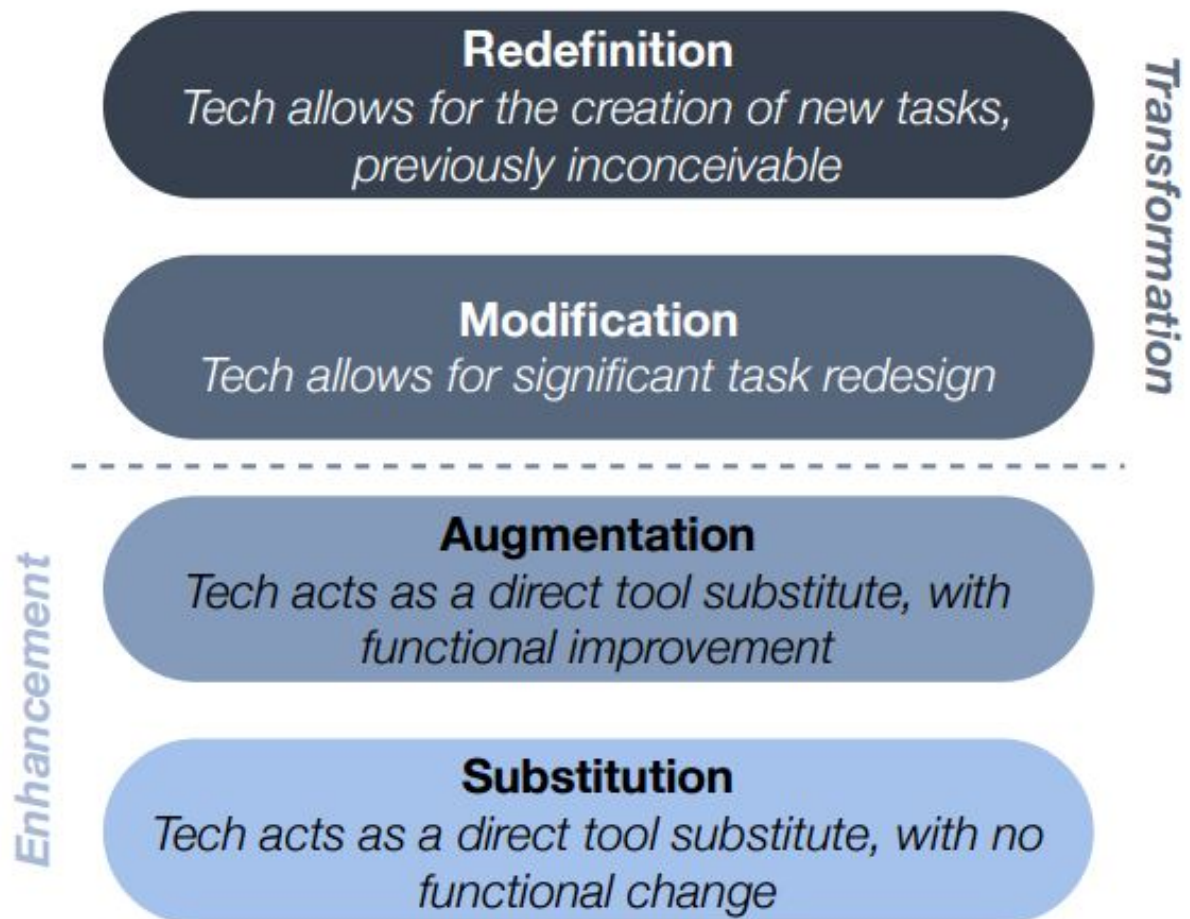 Redefinition
Tech allows for the creation of new tasks,
previously inconceivable
Transformation
Modification
Tech allows for significant task redesign
Augmentation
Tech acts as a direct tool substitute, with
functional improvement
Enhancement
Substitution
Tech acts as a direct tool substitute, with no
functional change